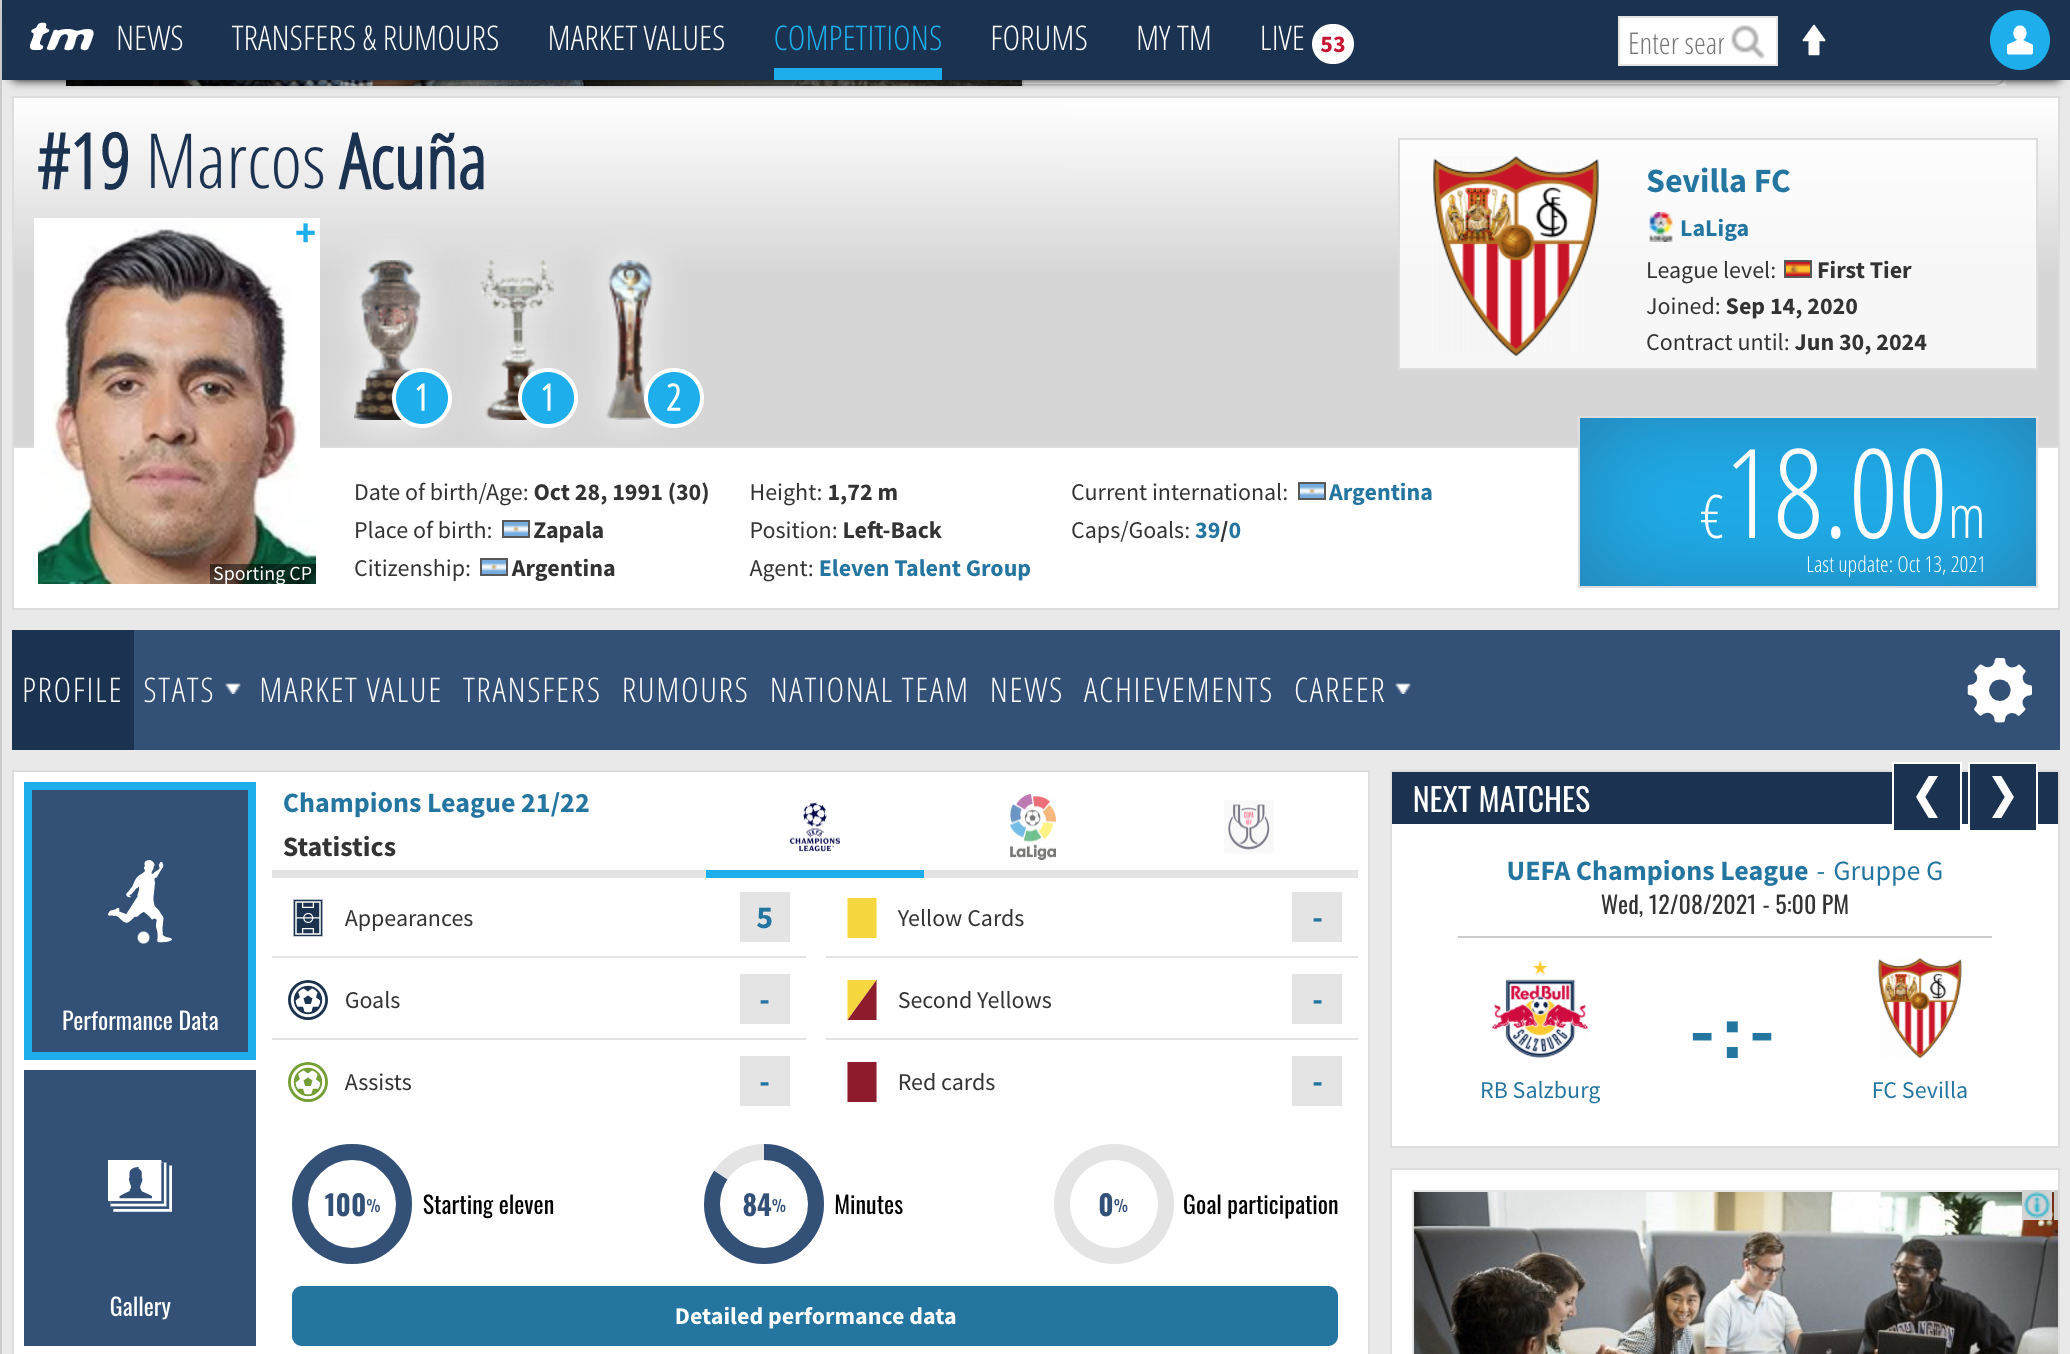 tm NEWS TRANSFERS & RUMOURS MARKET VALUES COMPETITIONS FORUMS MY TM LIVE 53 Enter sear
#19 Marcos Acuña
Sporting CP
1 1 2
Sevilla FC
LaLiga
League level: First Tier
Joined: Sep 14, 2020
Contract until: Jun 30, 2024
Date of birth/Age: Oct 28, 1991 (30)
Place of birth: Zapala
Citizenship: Argentina
Height: 1,72 m
Position: Left-Back
Agent: Eleven Talent Group
Current international: Argentina
Caps/Goals: 39/0
€18.00m
Last update: Oct 13, 2021
PROFILE STATS MARKET VALUE TRANSFERS RUMOURS NATIONAL TEAM NEWS ACHIEVEMENTS CAREER
Performance Data
Gallery
Champions League 21/22
Statistics
UEFA
CHAMPIONS
LEAGUE
LaLiga
Appearances 5
Yellow Cards -
Goals -
Second Yellows -
Assists -
Red cards -
100% Starting eleven
84% Minutes
0% Goal participation
Detailed performance data
NEXT MATCHES
UEFA Champions League - Gruppe G
Wed, 12/08/2021 - 5:00 PM
Red Bull
SALZBURG
-:-
RB Salzburg
FC Sevilla